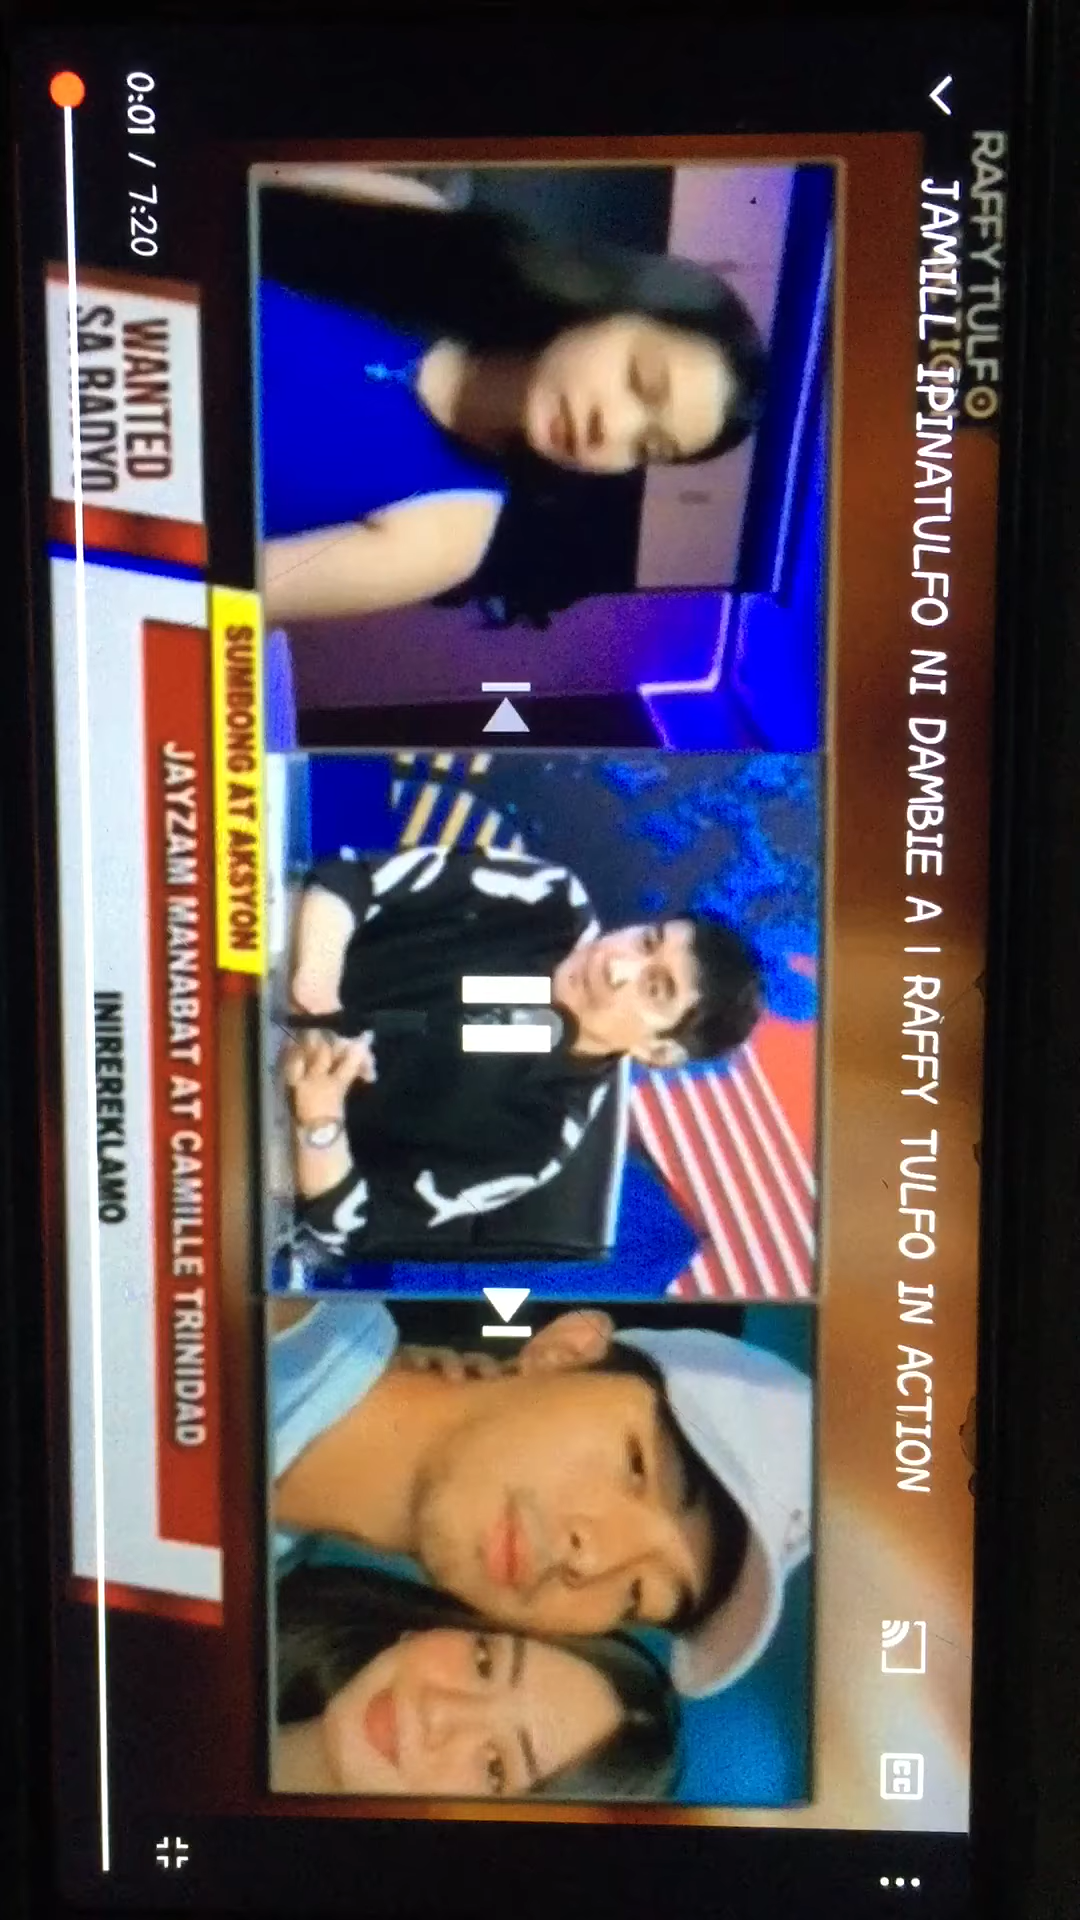 RAFFY TULFO
JAMILL IPINATULFO NI DAMBIE A I RAFFY TULFO IN ACTION
CC
SUMBONG AT AKSYON
JAYZAM MANABAT AT CAMILLE TRINIDAD
INIREREKLAMO
WANTED
SA RADYO
0:01 / 7:20